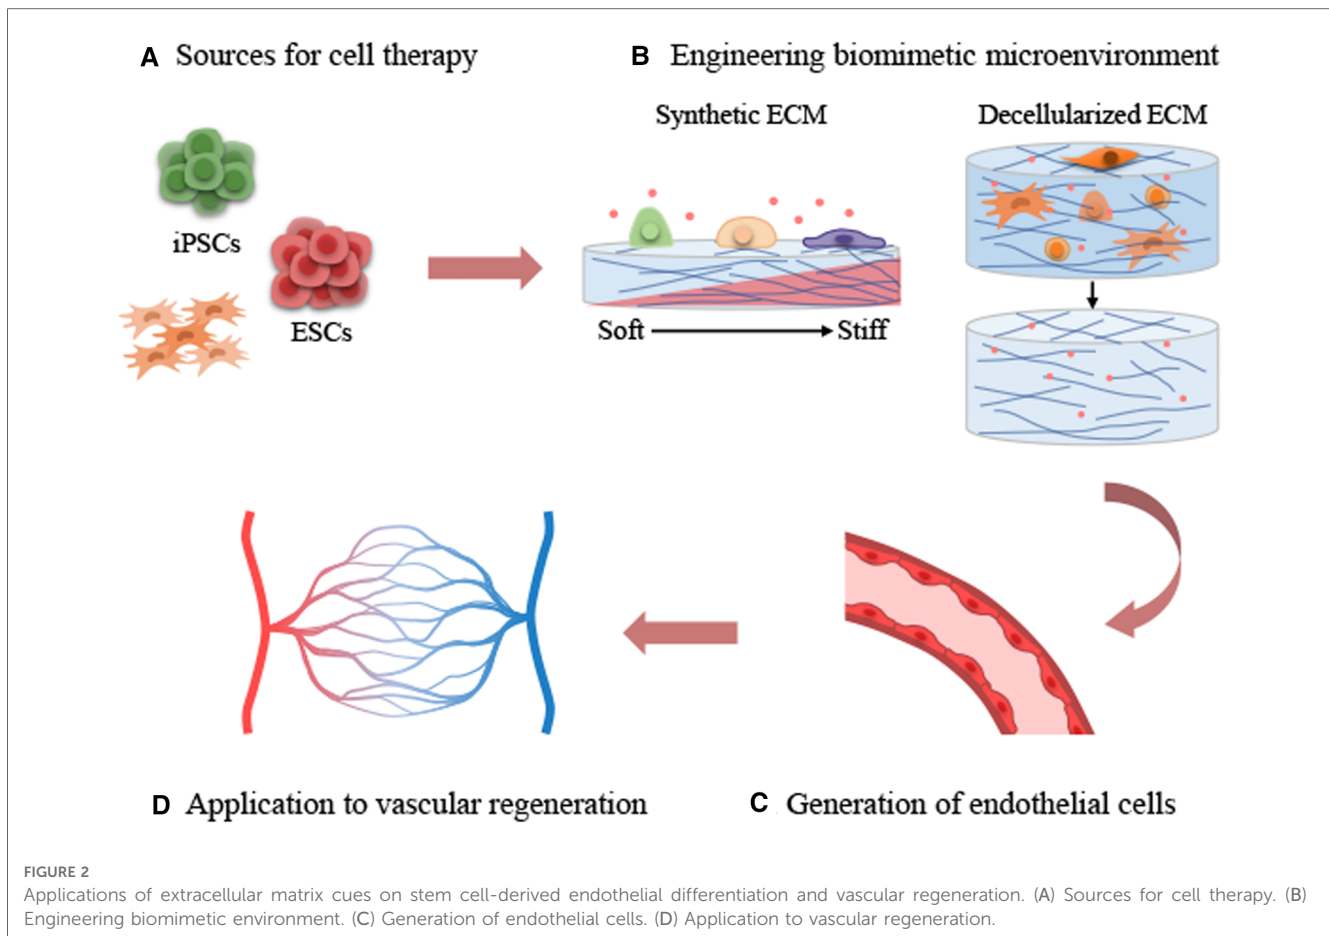 A Sources for cell therapy
B Engineering biomimetic microenvironment
Synthetic ECM
Decellularized ECM
iPSCs
ESCs
Soft
Stiff
D Application to vascular regeneration
C Generation of endothelial cells
FIGURE 2
Applications of extracellular matrix cues on stem cell-derived endothelial differentiation and vascular regeneration. (A) Sources for cell therapy. (B)
Engineering biomimetic environment. (C) Generation of endothelial cells. (D) Application to vascular regeneration.